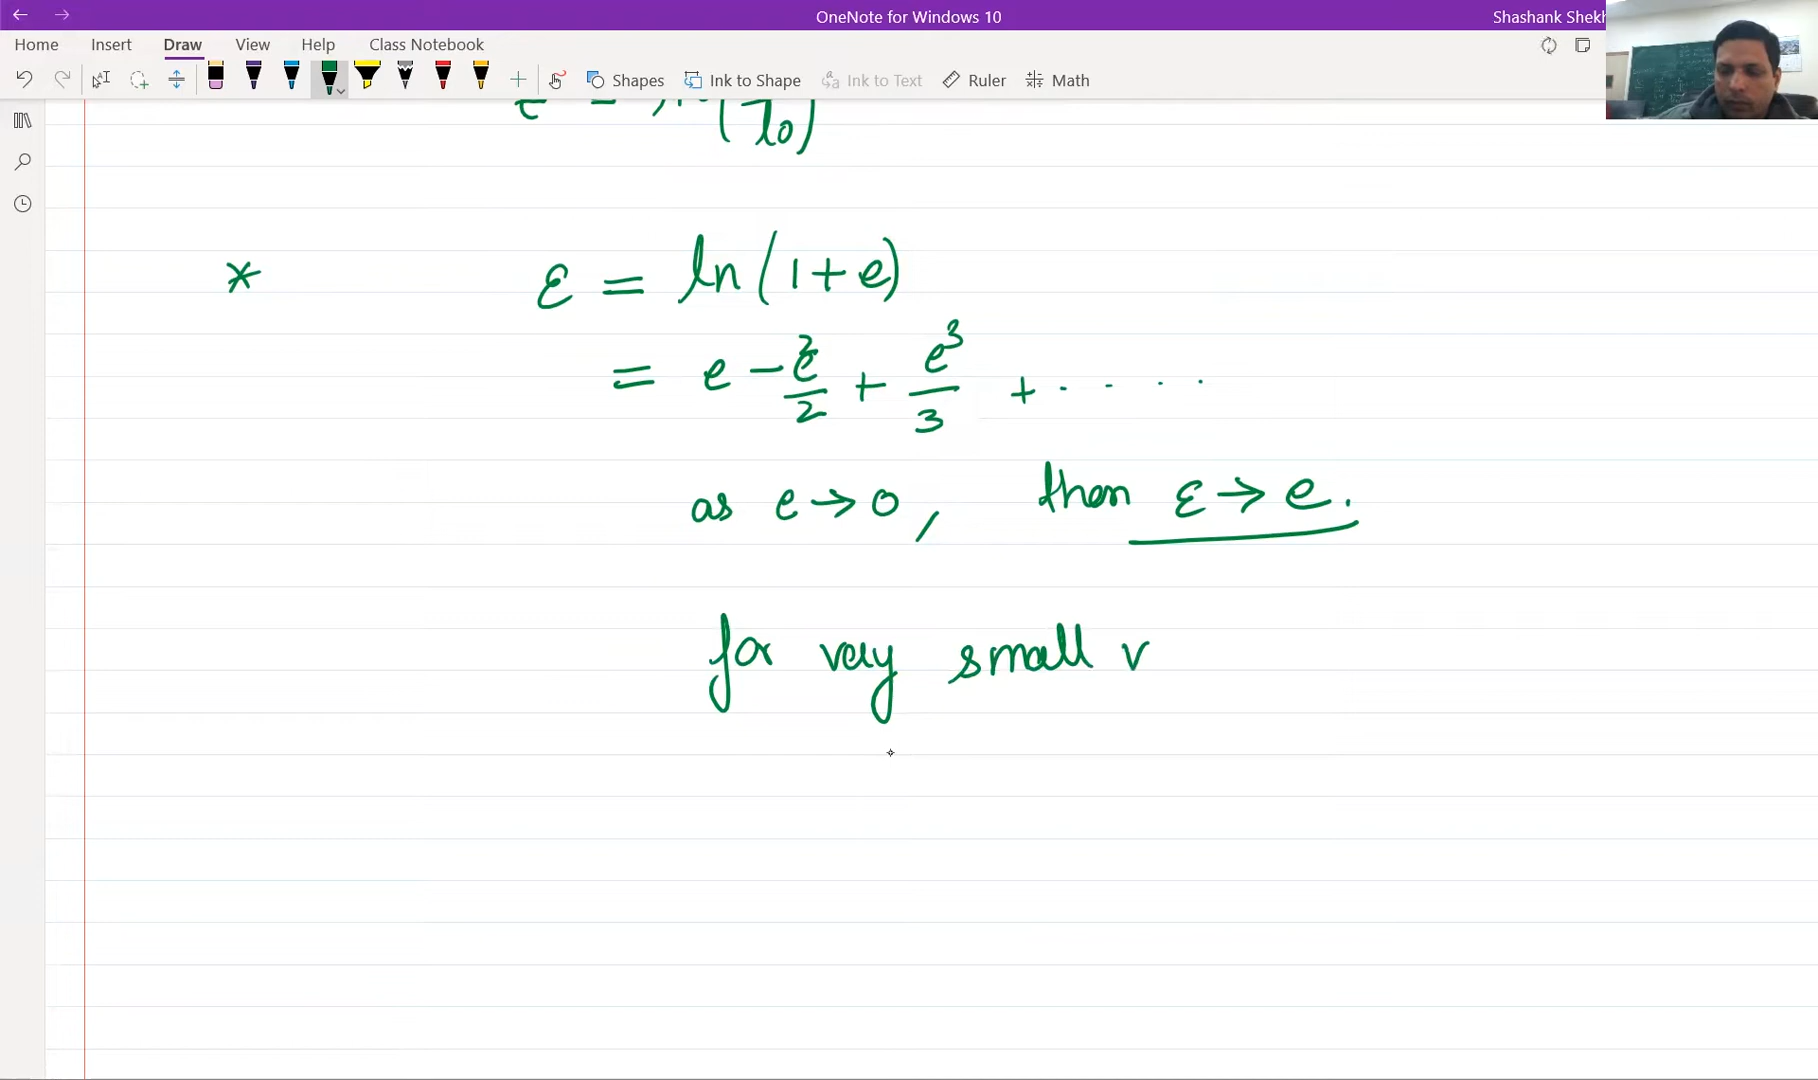 OneNote for Windows 10
Shashank Shekh
Home Insert Draw View Help Class Notebook
Shapes Ink to Shape Ink to Text Ruler Math
l0)
* ε = ln(1+e)
= e - e²/2 + e³/3 + ....
as e → 0, then ε → e.
for very small v